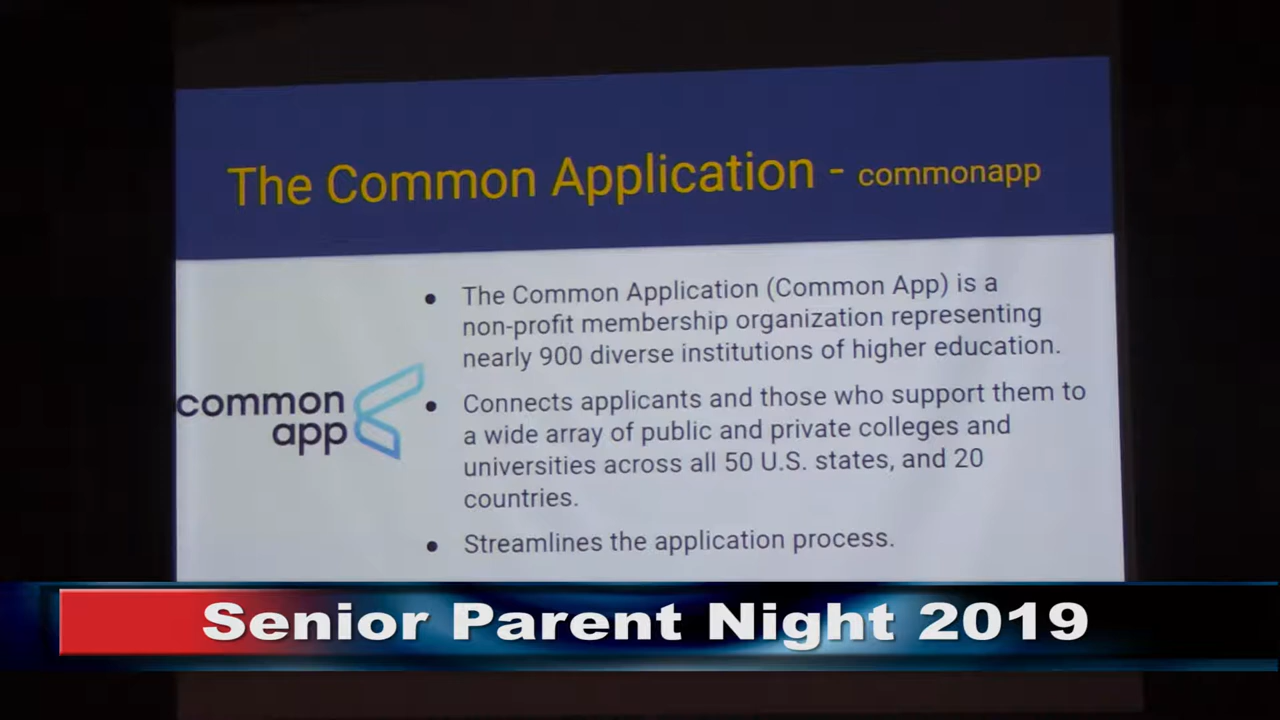 The Common Application - commonapp
The Common Application (Common App) is a
non-profit membership organization representing
nearly 900 diverse institutions of higher education.
common
app
Connects applicants and those who support them to
a wide array of public and private colleges and
universities across all 50 U.S. states, and 20
countries.
Streamlines the application process.
Senior Parent Night 2019